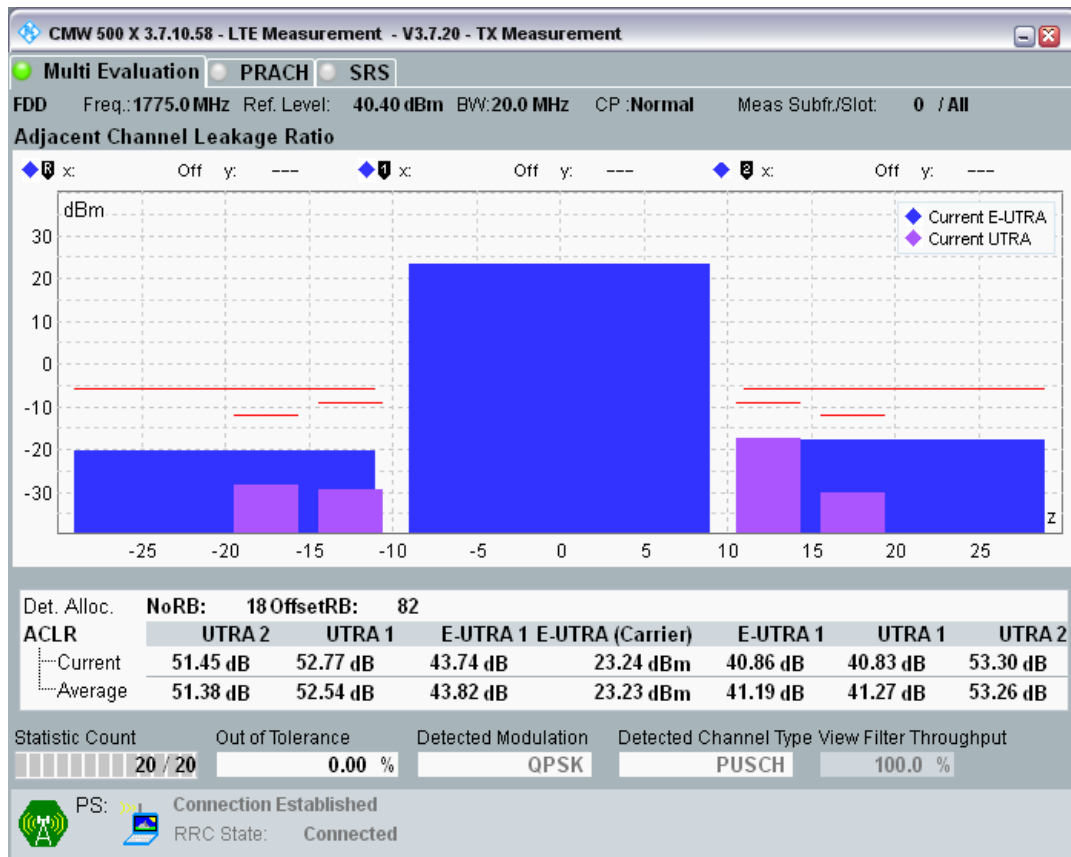 CMW 500 X 3.7.10.58 - LTE Measurement - V3.7.20 - TX Measurement
Multi Evaluation PRACH SRS
FDD Freq.:1775.0 MHz Ref. Level: 40.40 dBm BW:20.0 MHz CP :Normal Meas Subfr./Slot: 0 / All
Adjacent Channel Leakage Ratio
R x: Off y: --- 1 x: Off y: --- 2 x: Off y: ---
dBm
Current E-UTRA
Current UTRA
30
20
10
0
-10
-20
-30
z
-25 -20 -15 -10 -5 0 5 10 15 20 25
Det. Alloc. NoRB: 18 OffsetRB: 82
ACLR UTRA 2 UTRA 1 E-UTRA 1 E-UTRA (Carrier) E-UTRA 1 UTRA 1 UTRA 2
Current 51.45 dB 52.77 dB 43.74 dB 23.24 dBm 40.86 dB 40.83 dB 53.30 dB
Average 51.38 dB 52.54 dB 43.82 dB 23.23 dBm 41.19 dB 41.27 dB 53.26 dB
Statistic Count Out of Tolerance Detected Modulation Detected Channel Type View Filter Throughput
20 / 20 0.00 % QPSK PUSCH 100.0 %
PS: Connection Established
RRC State: Connected